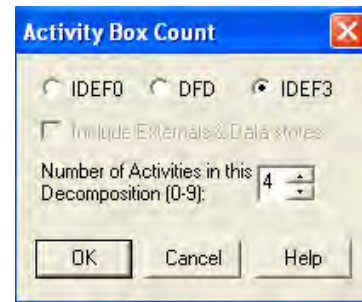 Activity Box Count
IDEF0 DFD IDEF3
Include Externals & Data stores
Number of Activities in this
Decomposition (0-9):
4
OK Cancel Help